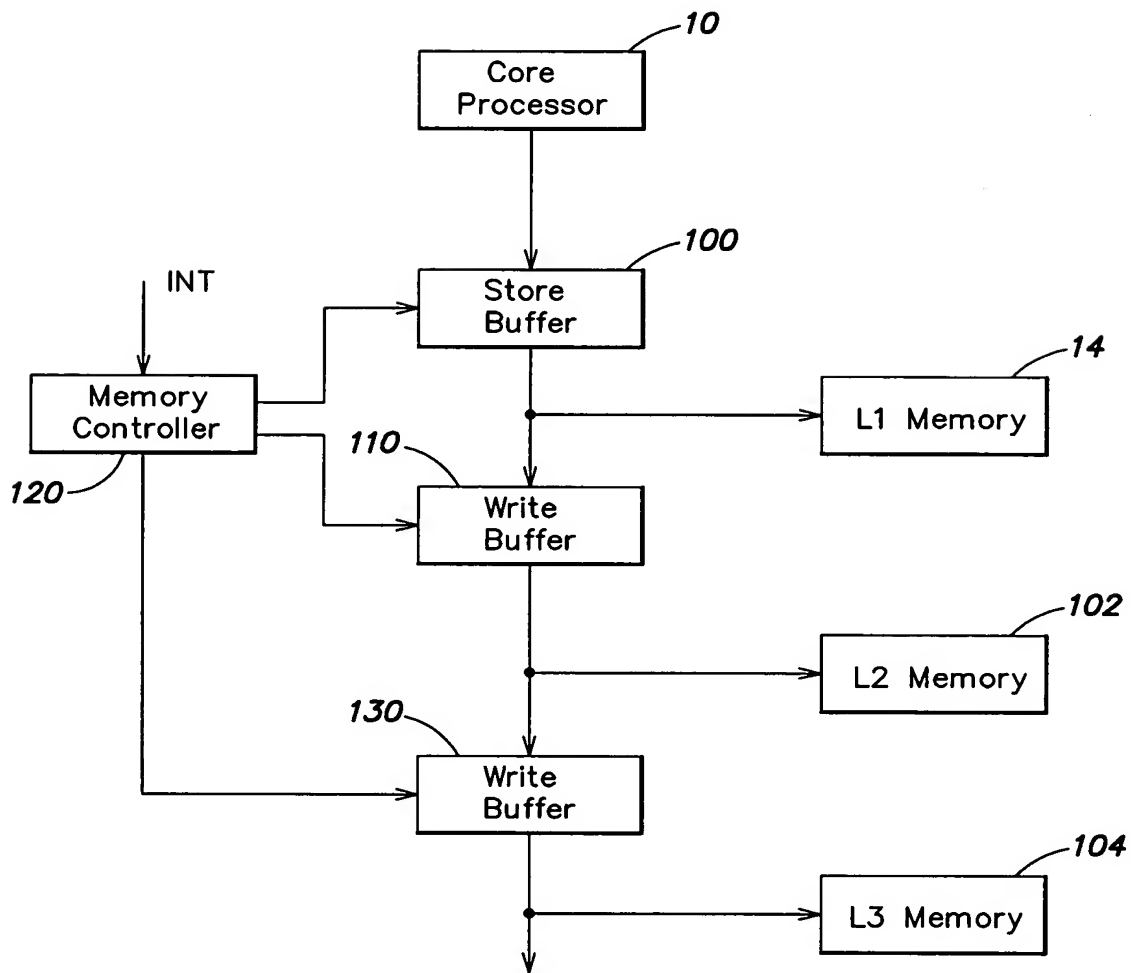 10
Core
Processor
100
INT
Store
Buffer
14
Memory
Controller
L1 Memory
110
120
Write
Buffer
102
L2 Memory
130
Write
Buffer
104
L3 Memory